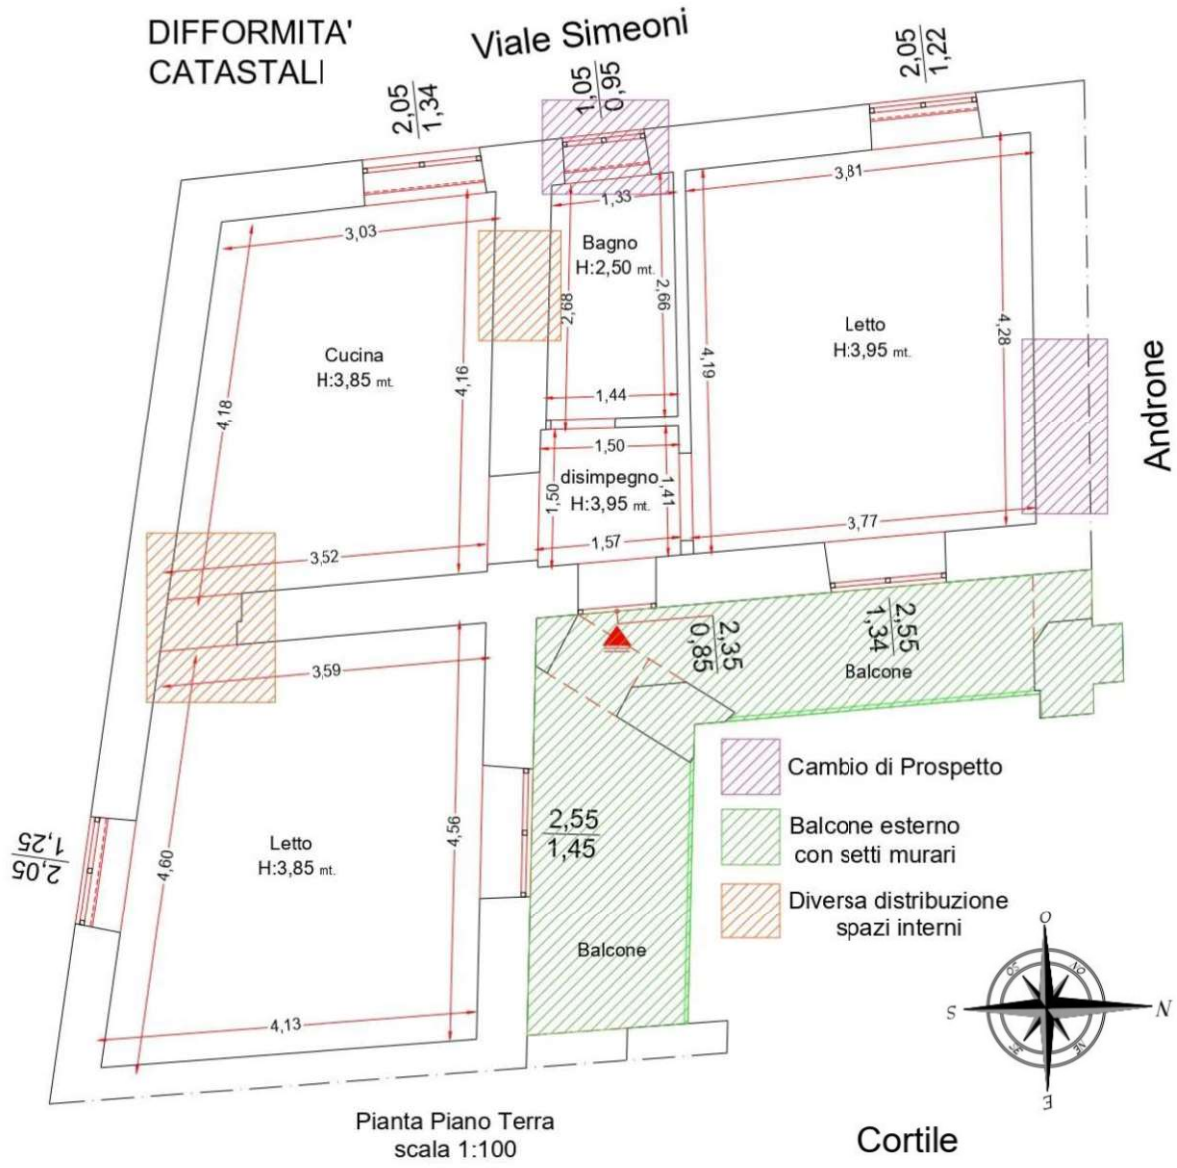 DIFFORMITA'
CATASTALI
Viale Simeoni
2,05
1,34
1,05
0,95
2,05
1,22
3,03
1,33
3,81
Bagno
H:2,50 mt.
2,68
2,66
Cucina
H:3,85 mt.
4,18
4,16
Letto
H:3,95 mt.
4,19
4,28
Androne
1,44
1,50
disimpegno
H:3,95 mt.
1,50
1,41
1,57
3,77
3,52
3,59
2,35
0,85
2,55
1,34
Balcone
Cambio di Prospetto
Balcone esterno
con setti murari
Diversa distribuzione
spazi interni
2,55
1,45
2,05
1,25
Letto
H:3,85 mt.
4,60
4,56
Balcone
4,13
O
SO
NO
S
N
SE
NE
E
Pianta Piano Terra
scala 1:100
Cortile